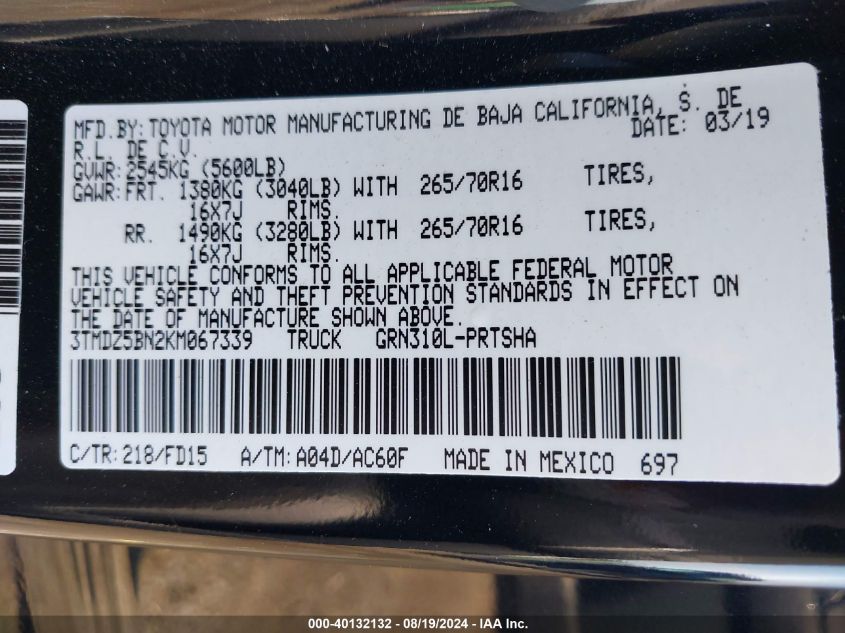 MFD.BY: TOYOTA MOTOR MANUFACTURING DE BAJA CALIFORNIA, S. DE
R.L. DE C.V. DATE: 03/19
GVWR: 2545KG (5600LB)
GAWR: FRT. 1380KG (3040LB) WITH 265/70R16 TIRES,
16X7J RIMS.
RR. 1490KG (3280LB) WITH 265/70R16 TIRES,
16X7J RIMS.
THIS VEHICLE CONFORMS TO ALL APPLICABLE FEDERAL MOTOR
VEHICLE SAFETY AND THEFT PREVENTION STANDARDS IN EFFECT ON
THE DATE OF MANUFACTURE SHOWN ABOVE.
3TMDZ5BN2KM067339 TRUCK GRN310L-PRTSHA
C/TR: 218/FD15 A/TM: A04D/AC60F MADE IN MEXICO 697
000-40132132 - 08/19/2024 - IAA Inc.